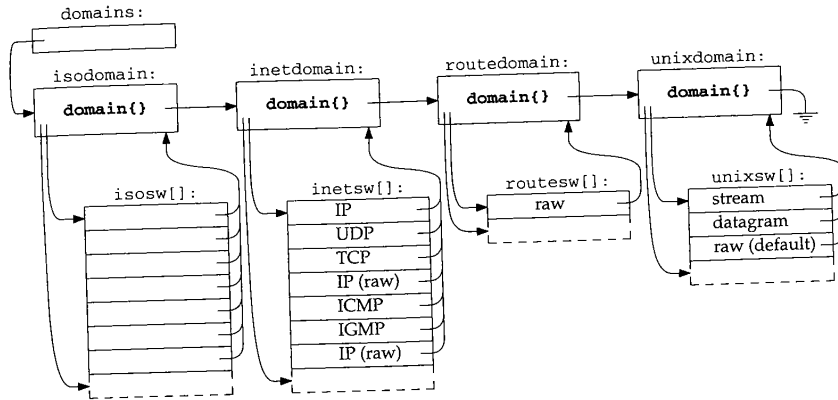 domains:
isodomain:
domain{}
inetdomain:
domain{}
routedomain:
domain{}
unixdomain:
domain{}
isosw[]:
inetsw[]:
IP
UDP
TCP
IP (raw)
ICMP
IGMP
IP (raw)
routesw[]:
raw
unixsw[]:
stream
datagram
raw (default)